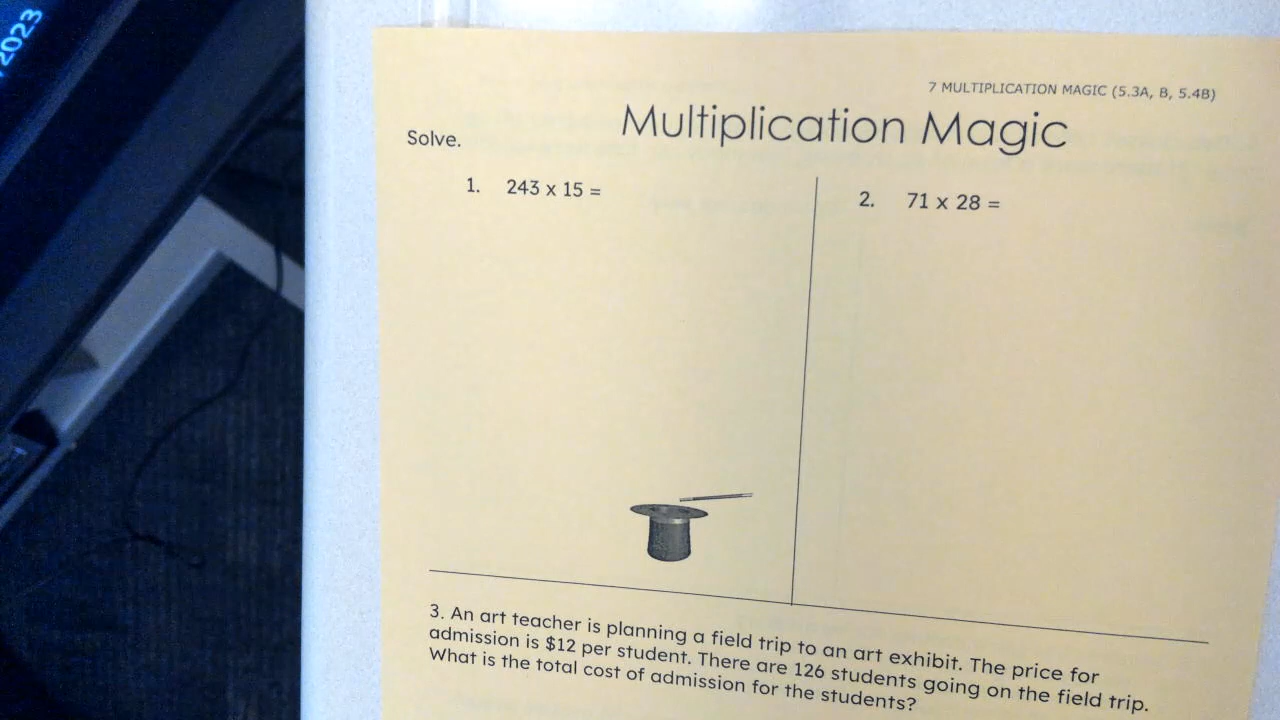 2023
7 MULTIPLICATION MAGIC (5.3A, B, 5.4B)
Multiplication Magic
Solve.
1. 243 x 15 =
2. 71 x 28 =
3. An art teacher is planning a field trip to an art exhibit. The price for
admission is $12 per student. There are 126 students going on the field trip.
What is the total cost of admission for the students?